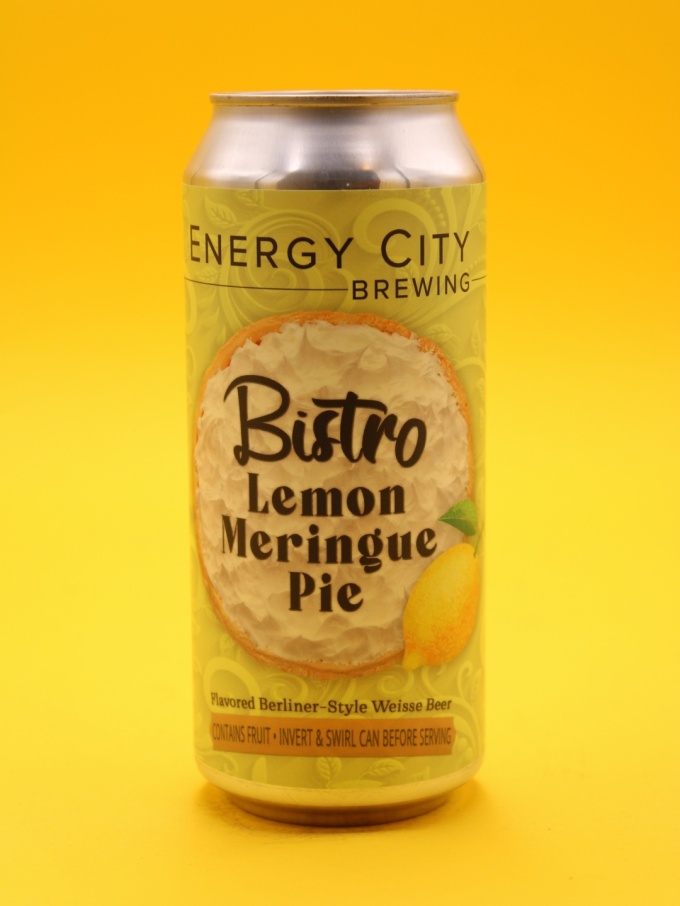 ENERGY CITY
BREWING
Bistro
Lemon
Meringue
Pie
Flavored Berliner-Style Weisse Beer
CONTAINS FRUIT • INVERT & SWIRL CAN BEFORE SERVING